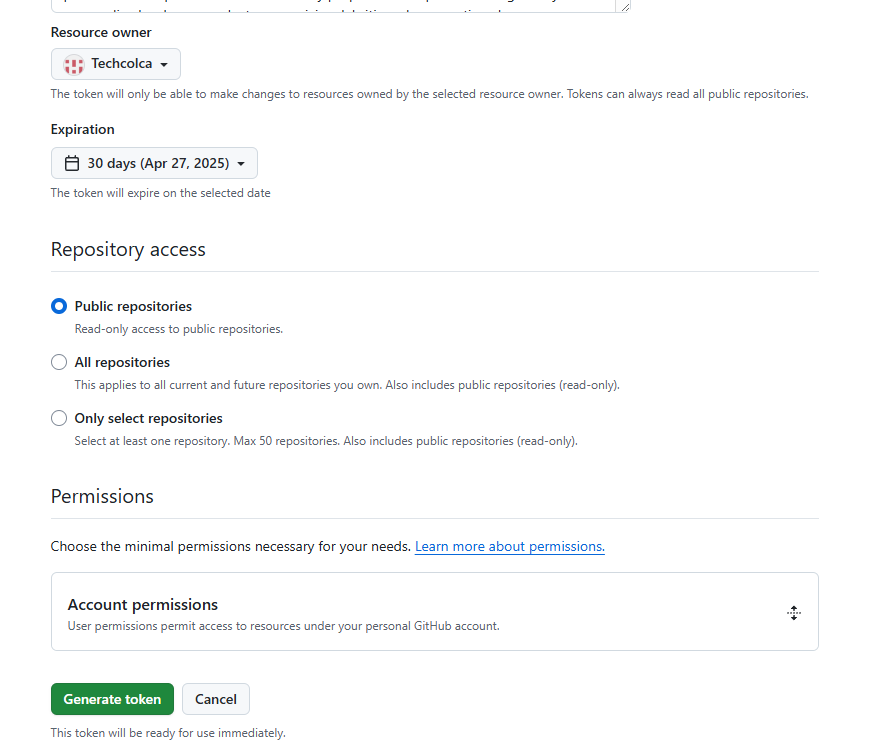 Resource owner
Techcolca
The token will only be able to make changes to resources owned by the selected resource owner. Tokens can always read all public repositories.
Expiration
30 days (Apr 27, 2025)
The token will expire on the selected date
Repository access
Public repositories
Read-only access to public repositories.
All repositories
This applies to all current and future repositories you own. Also includes public repositories (read-only).
Only select repositories
Select at least one repository. Max 50 repositories. Also includes public repositories (read-only).
Permissions
Choose the minimal permissions necessary for your needs. Learn more about permissions.
Account permissions
User permissions permit access to resources under your personal GitHub account.
Generate token
Cancel
This token will be ready for use immediately.